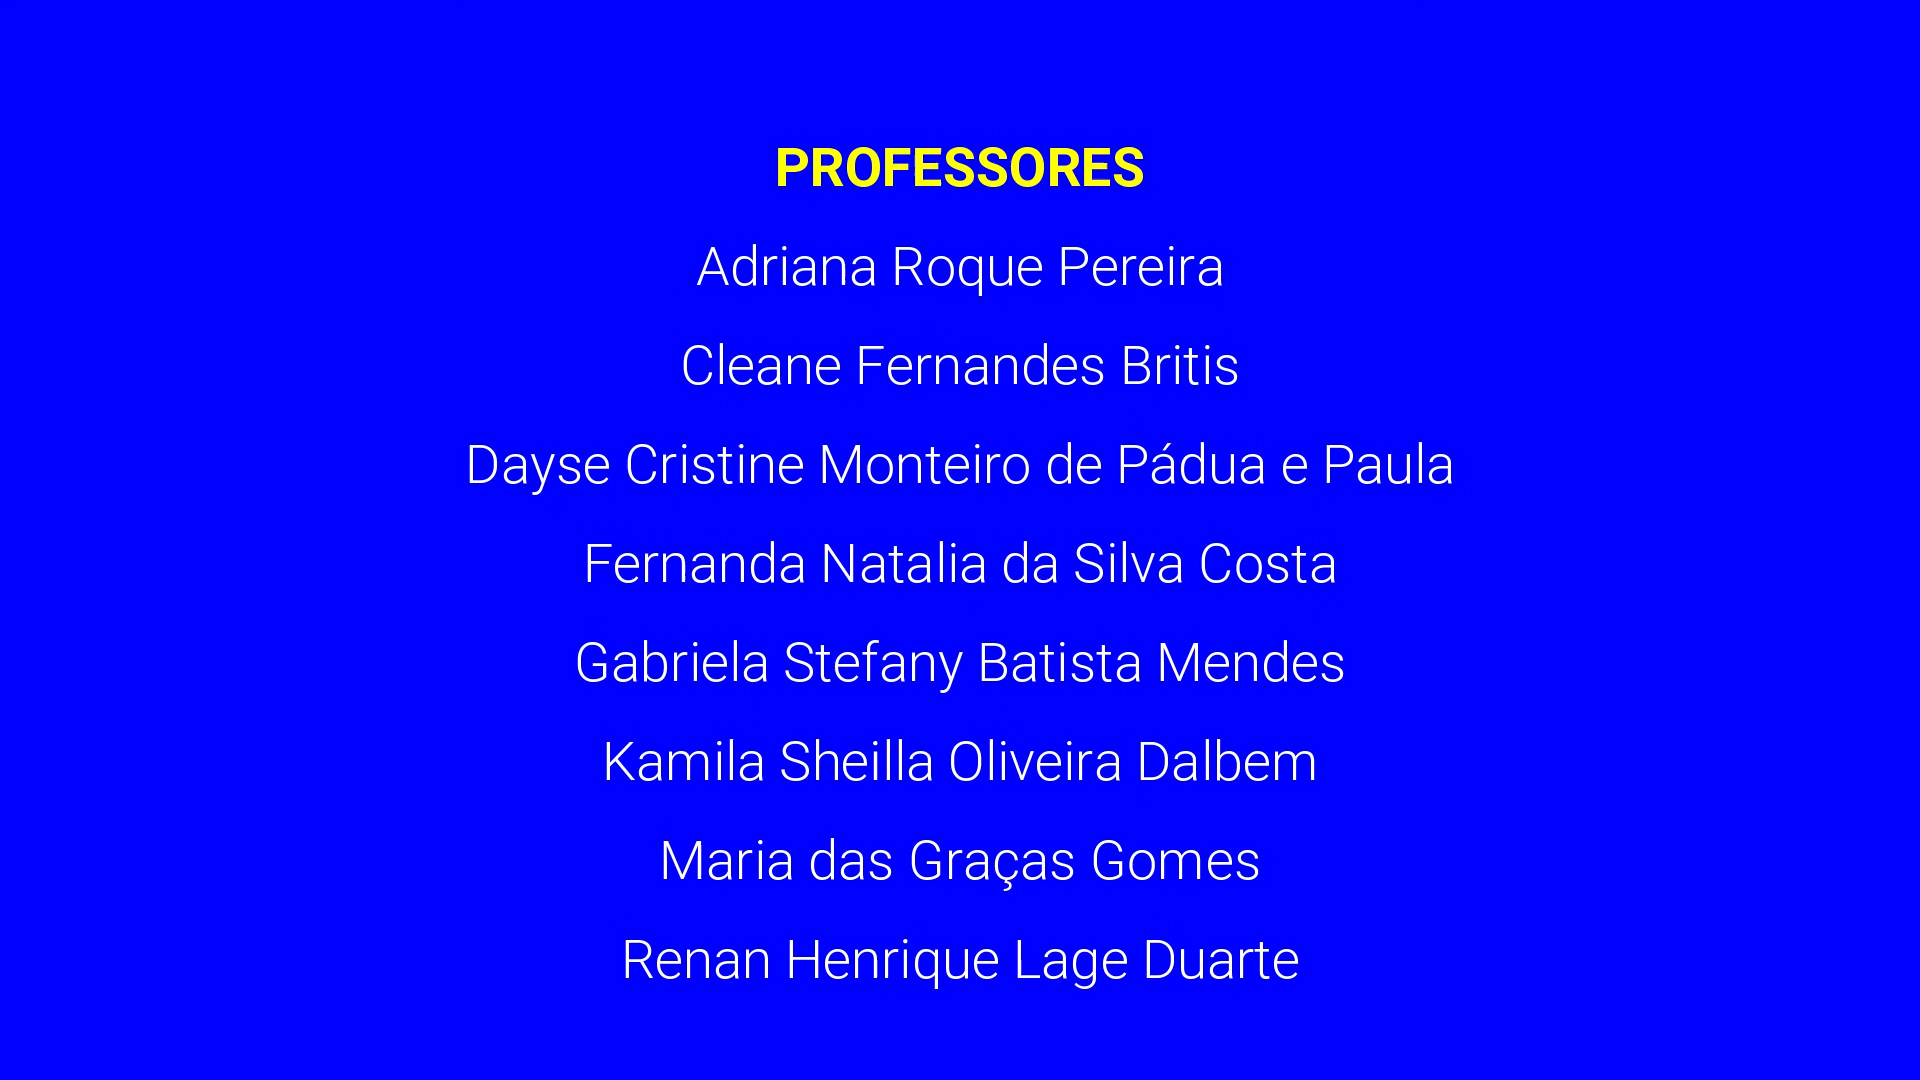 PROFESSORES
Adriana Roque Pereira
Cleane Fernandes Britis
Dayse Cristine Monteiro de Pádua e Paula
Fernanda Natalia da Silva Costa
Gabriela Stefany Batista Mendes
Kamila Sheilla Oliveira Dalbem
Maria das Graças Gomes
Renan Henrique Lage Duarte